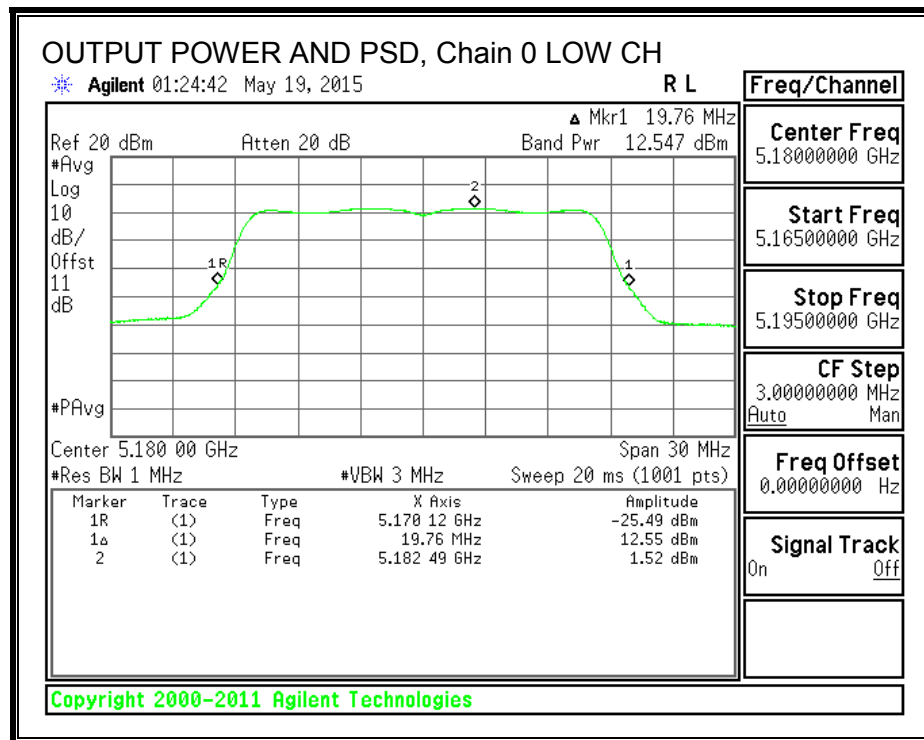 OUTPUT POWER AND PSD, Chain 0 LOW CH
Agilent 01:24:42 May 19, 2015 R L
Freq/Channel
Δ Mkr1 19.76 MHz
Ref 20 dBm Atten 20 dB Band Pwr 12.547 dBm
#Avg
Log
10
dB/
Offst
11
dB
#PAvg
2
1R
1
Center 5.180 00 GHz Span 30 MHz
#Res BW 1 MHz #VBW 3 MHz Sweep 20 ms (1001 pts)
Marker Trace Type X Axis Amplitude
1R (1) Freq 5.170 12 GHz -25.49 dBm
1Δ (1) Freq 19.76 MHz 12.55 dBm
2 (1) Freq 5.182 49 GHz 1.52 dBm
Center Freq
5.18000000 GHz
Start Freq
5.16500000 GHz
Stop Freq
5.19500000 GHz
CF Step
3.00000000 MHz
Auto Man
Freq Offset
0.00000000 Hz
Signal Track
On Off
Copyright 2000-2011 Agilent Technologies